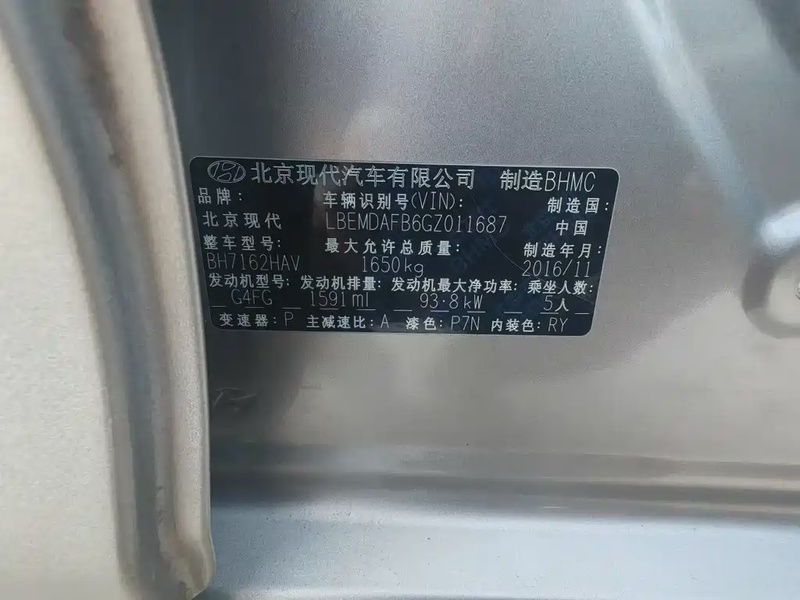 北京现代汽车有限公司 制造BHMC
品牌: 车辆识别号(VIN): 制造国:
北京现代 LBEMDAFB6GZ011687 中国
整车型号: 最大允许总质量: 制造年月:
BH7162HAV 1650kg 2016/11
发动机型号: 发动机排量: 发动机最大净功率: 乘坐人数:
G4FG 1591ml 93.8kW 5人
变速器: P 主减速比: A 漆色: P7N 内装色: RY